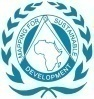 MAPPING FOR SUSTAINABLE
DEVELOPMENT